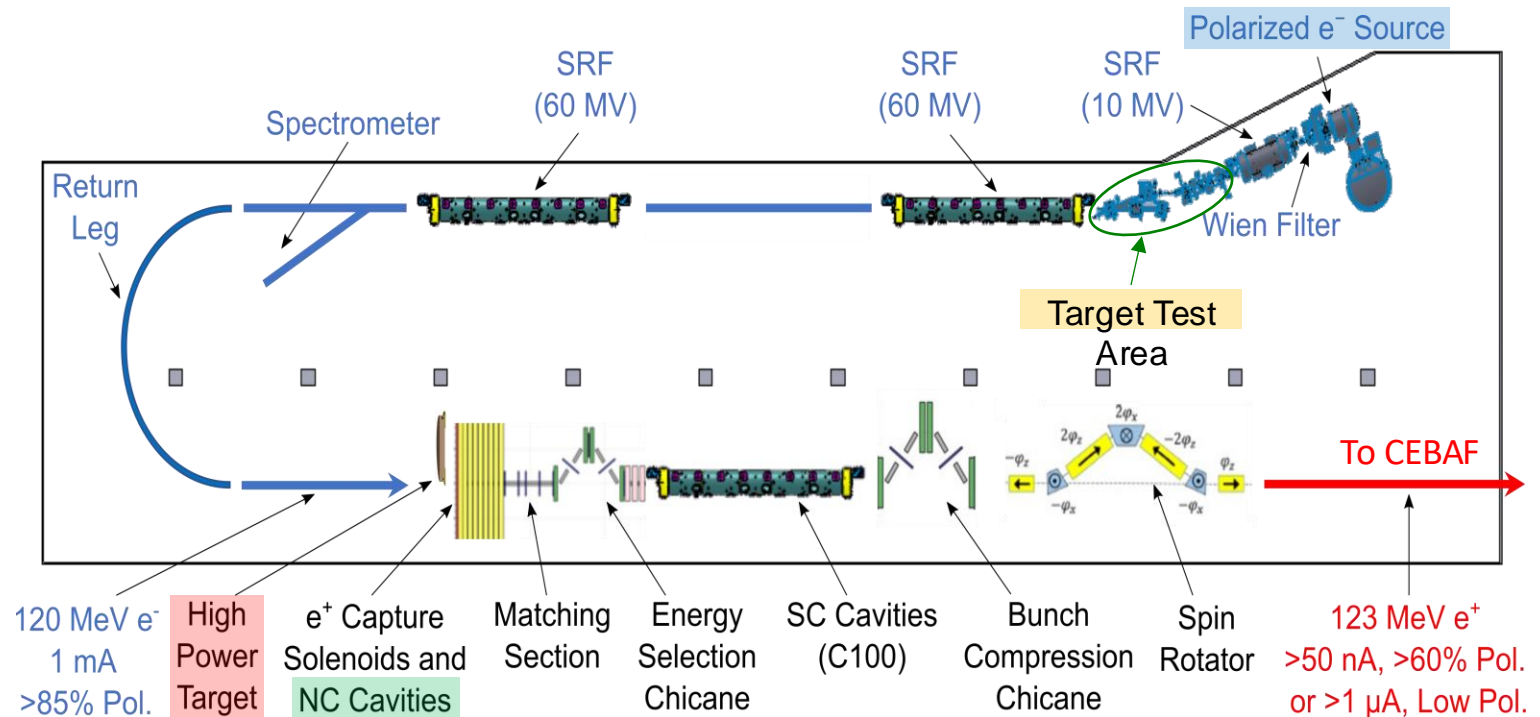 Polarized e⁻ Source
SRF
(60 MV)
SRF
(60 MV)
SRF
(10 MV)
Spectrometer
Return
Leg
Wien Filter
Target Test
Area
2φx
2φz
-2φz
-φz
φz
-φx
-φx
To CEBAF
120 MeV e⁻
1 mA
>85% Pol.
High
Power
Target
e⁺ Capture
Solenoids and
NC Cavities
Matching
Section
Energy
Selection
Chicane
SC Cavities
(C100)
Bunch
Compression
Chicane
Spin
Rotator
123 MeV e⁺
>50 nA, >60% Pol.
or >1 µA, Low Pol.